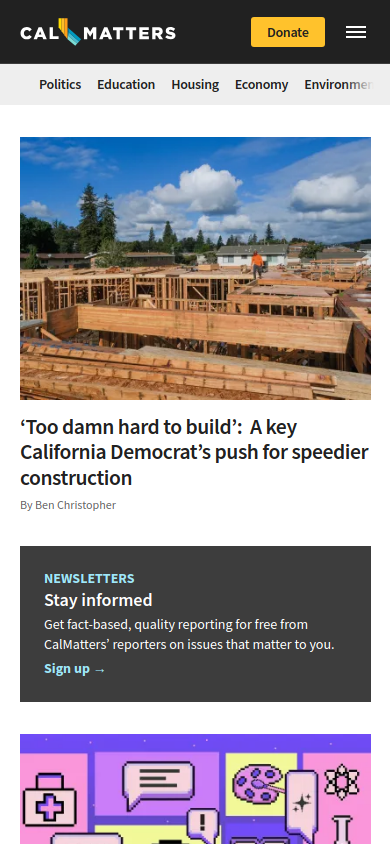 CALMATTERS
Donate
Politics Education Housing Economy
‘Too damn hard to build’: A key
California Democrat’s push for speedier
construction
By Ben Christopher
NEWSLETTERS
Stay informed
Get fact-based, quality reporting for free from
CalMatters’ reporters on issues that matter to you.
Sign up →
!